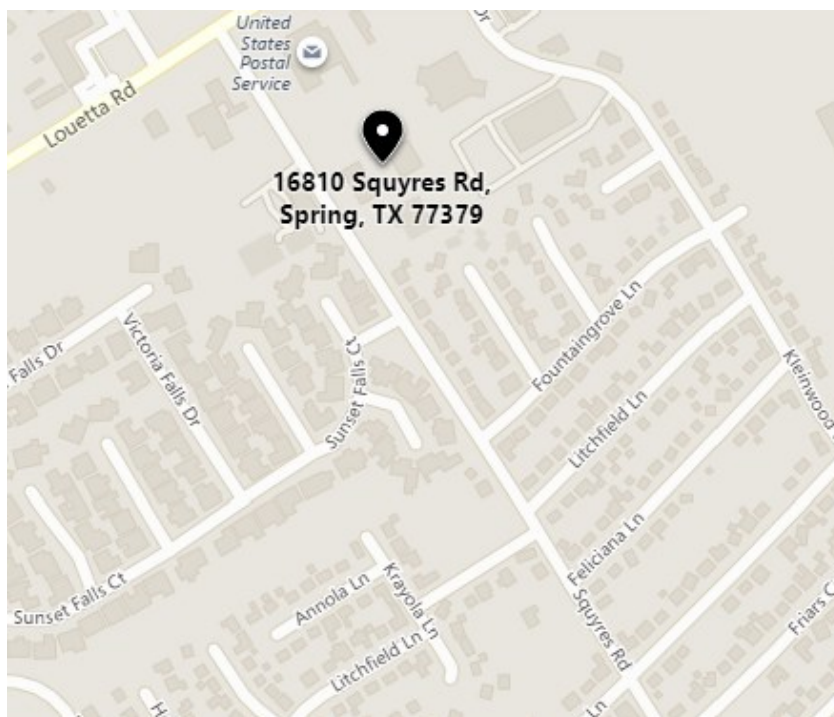 United
States
Postal
Service
Dr
Louetta Rd
16810 Squyres Rd,
Spring, TX 77379
Fountaingrove Ln
Victoria Falls Dr
Falls Dr
Sunset Falls Ct
Kleinwood
Litchfield Ln
Feliciana Ln
Annola Ln
Krayola Ln
Squyres Rd
Sunset Falls Ct
Litchfield Ln
Friars
Ln